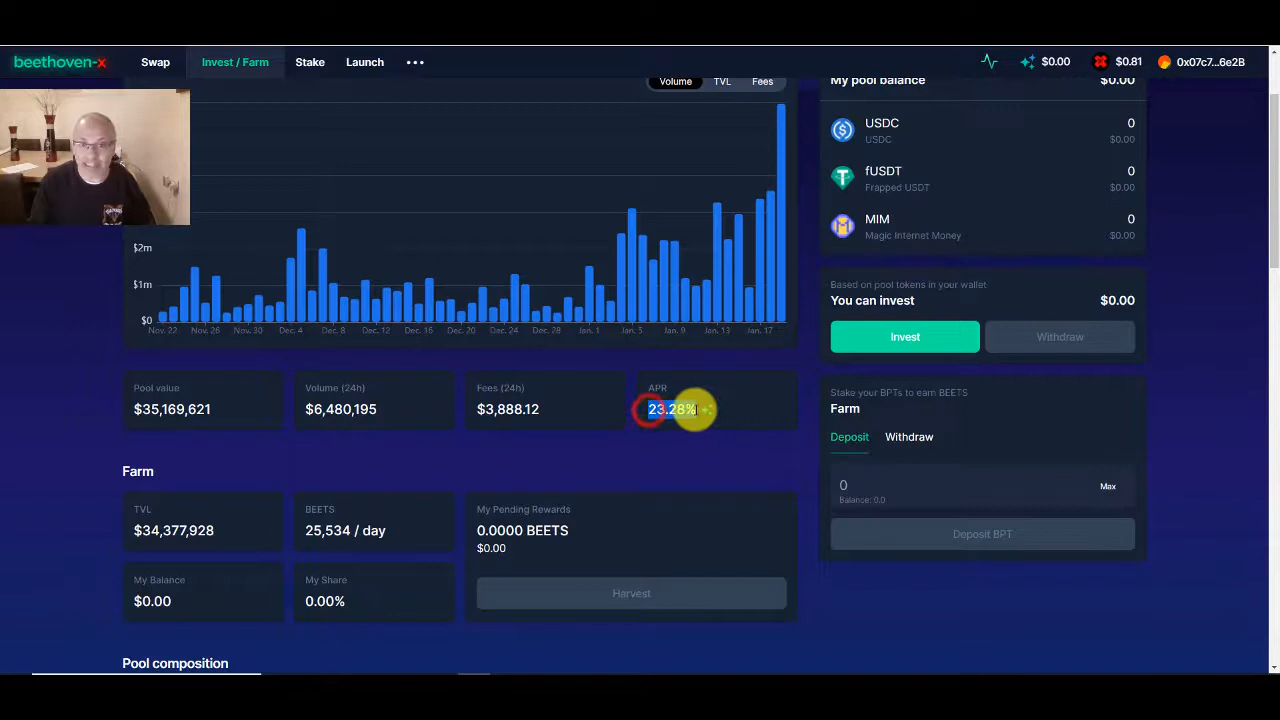 beethoven-x Swap Invest / Farm Stake Launch $0.00 $0.81 0x07c7...6e2B
Volume TVL Fees
$2m
$1m
$0
Nov. 22 Nov. 26 Nov. 30 Dec. 4 Dec. 8 Dec. 12 Dec. 16 Dec. 20 Dec. 24 Dec. 28 Jan. 1 Jan. 5 Jan. 9 Jan. 13 Jan. 17
Pool value
$35,169,621
Volume (24h)
$6,480,195
Fees (24h)
$3,888.12
APR
23.28%
Farm
TVL
$34,377,928
BEETS
25,534 / day
My Pending Rewards
0.0000 BEETS
$0.00
Harvest
My Balance
$0.00
My Share
0.00%
Pool composition
My pool balance $0.00
USDC 0
USDC $0.00
fUSDT 0
Frapped USDT $0.00
MIM 0
Magic Internet Money $0.00
Based on pool tokens in your wallet
You can invest $0.00
Invest Withdraw
Stake your BPTs to earn BEETS
Farm
Deposit Withdraw
0
Balance: 0.0
Max
Deposit BPT